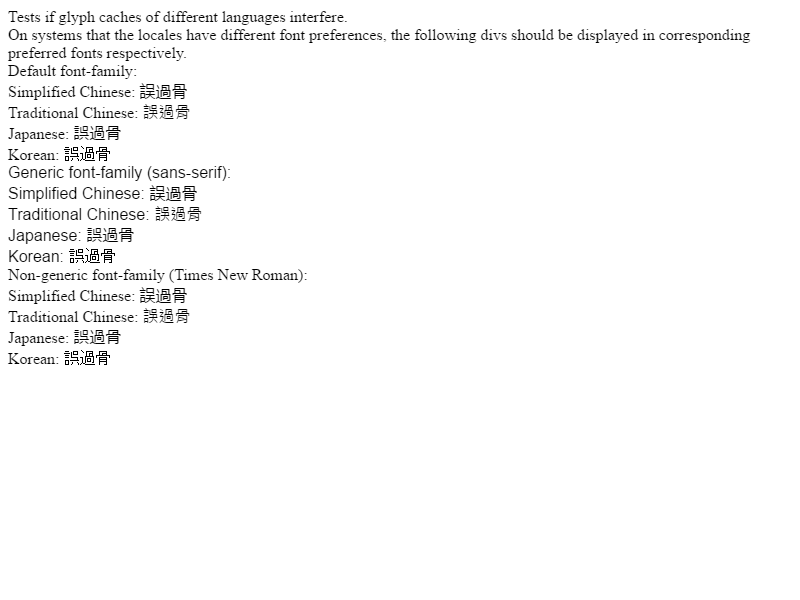 Tests if glyph caches of different languages interfere.
On systems that the locales have different font preferences, the following divs should be displayed in corresponding
preferred fonts respectively.
Default font-family:
Simplified Chinese: 誤過骨
Traditional Chinese: 誤過骨
Japanese: 誤過骨
Korean: 誤過骨
Generic font-family (sans-serif):
Simplified Chinese: 誤過骨
Traditional Chinese: 誤過骨
Japanese: 誤過骨
Korean: 誤過骨
Non-generic font-family (Times New Roman):
Simplified Chinese: 誤過骨
Traditional Chinese: 誤過骨
Japanese: 誤過骨
Korean: 誤過骨